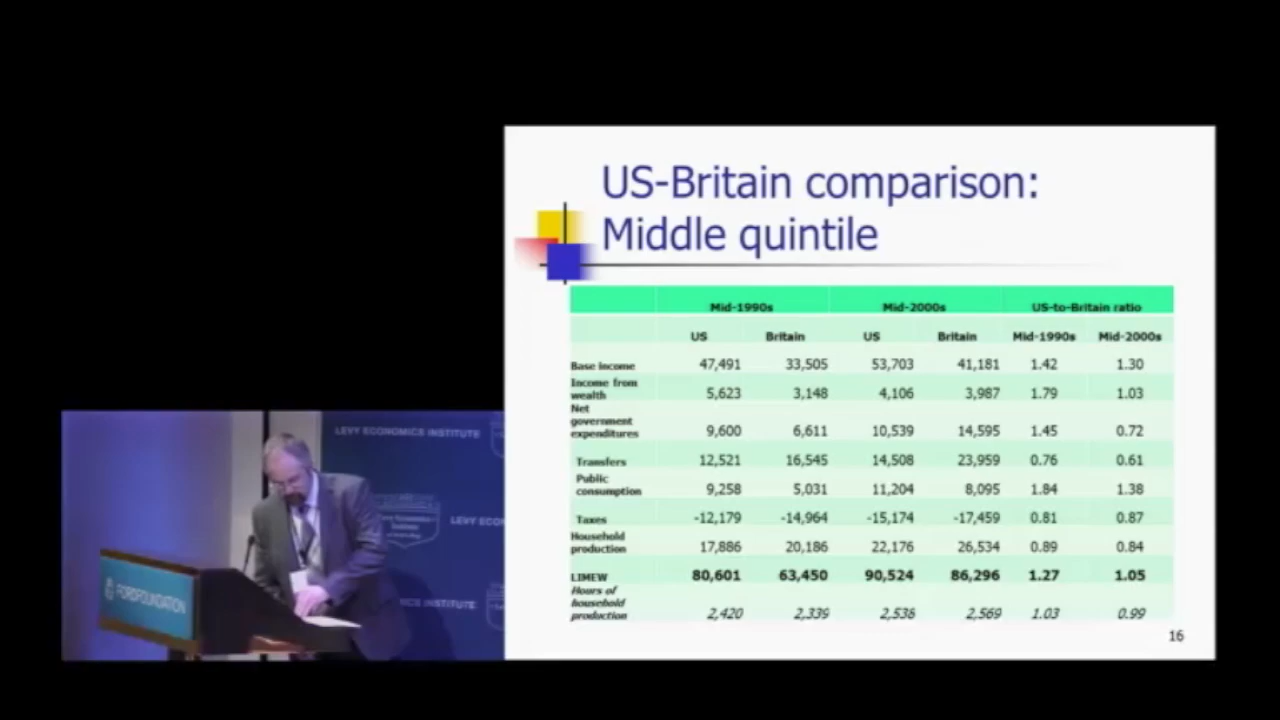 US-Britain comparison:
Middle quintile
Mid-1990s Mid-2000s US-to-Britain ratio
US Britain US Britain Mid-1990s Mid-2000s
Base income 47,491 33,505 53,703 41,181 1.42 1.30
Income from
wealth 5,623 3,148 4,106 3,987 1.79 1.03
Net
government
expenditures 9,600 6,611 10,539 14,595 1.45 0.72
Transfers 12,521 16,545 14,508 23,959 0.76 0.61
Public
consumption 9,258 5,031 11,204 8,095 1.84 1.38
Taxes -12,179 -14,964 -15,174 -17,459 0.81 0.87
Household
production 17,886 20,186 22,176 26,534 0.89 0.84
LIMEW 80,601 63,450 90,524 86,296 1.27 1.05
Hours of
household
production 2,420 2,339 2,536 2,569 1.03 0.99
16
LEVY ECONOMICS INSTITUTE
LEVY ECON
MICS INSTITUTE
FORDFOUNDATION